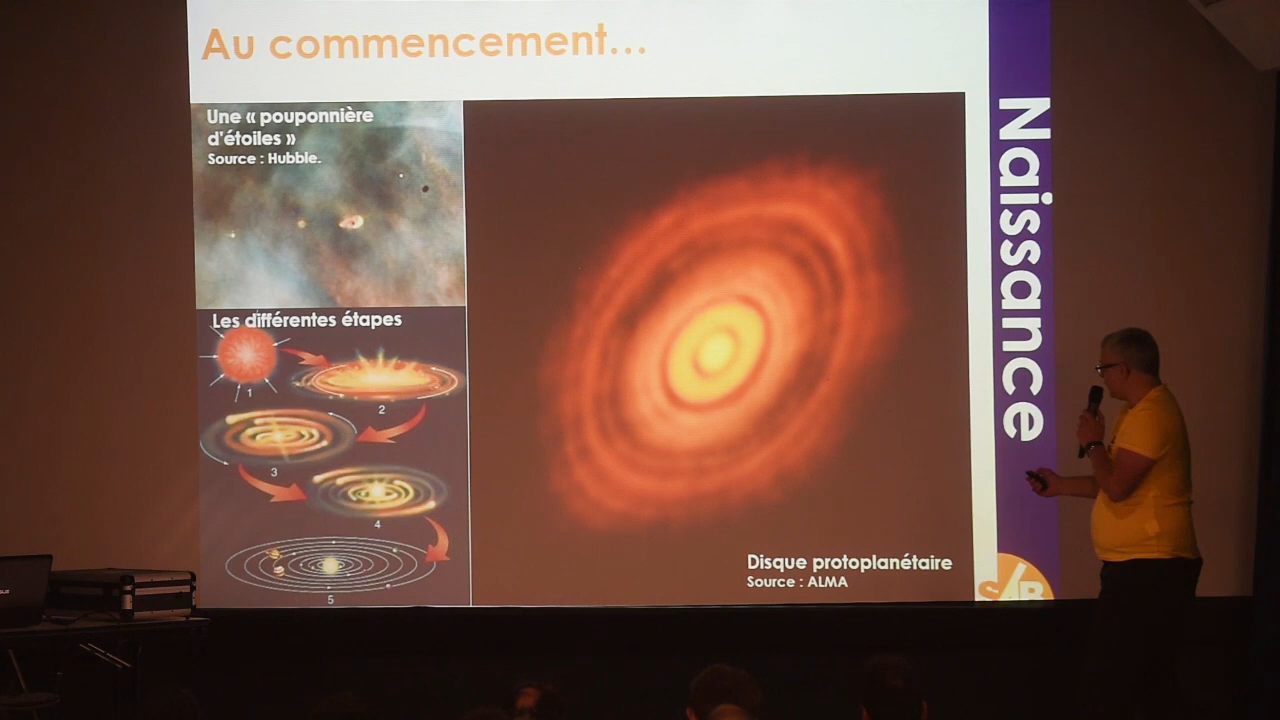 Au commencement...
Une « pouponnière
d'étoiles »
Source : Hubble.
Les différentes étapes
1
2
3
4
5
Disque protoplanétaire
Source : ALMA
Naissance